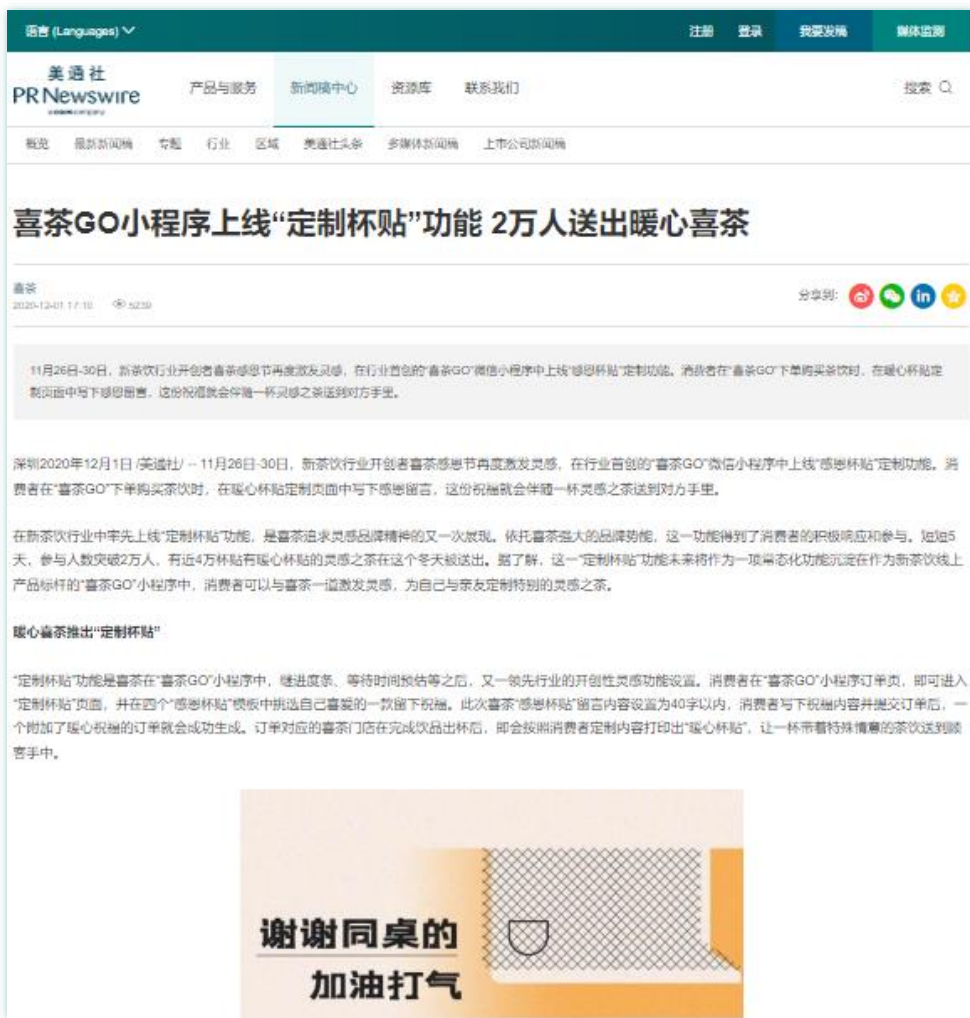 语言 (Languages)
注册
登录
我要发稿
媒体监测
美通社
PR Newswire
产品与服务
新闻稿中心
资源库
联系我们
搜索
概览
最新新闻稿
专题
行业
区域
美通社头条
多媒体新闻稿
上市公司新闻稿
喜茶GO小程序上线“定制杯贴”功能 2万人送出暖心喜茶
喜茶
2020-12-01 17:10
5239
分享到:
11月26日-30日，新茶饮行业开创者喜茶感恩节再度激发灵感，在行业首创的“喜茶GO”微信小程序中上线“感恩杯贴”定制功能。消费者在“喜茶GO”下单购买茶饮时，在暖心杯贴定
制页面中写下感恩留言，这份祝福就会伴随一杯灵感之茶送到对方手里。
深圳2020年12月1日 /美通社/ -- 11月26日-30日，新茶饮行业开创者喜茶感恩节再度激发灵感，在行业首创的“喜茶GO”微信小程序中上线“感恩杯贴”定制功能。消
费者在“喜茶GO”下单购买茶饮时，在暖心杯贴定制页面中写下感恩留言，这份祝福就会伴随一杯灵感之茶送到对方手里。
在新茶饮行业中率先上线“定制杯贴”功能，是喜茶追求灵感品牌精神的又一次展现。依托喜茶强大的品牌势能，这一功能得到了消费者的积极响应和参与。短短5
天，参与人数突破2万人，有近4万杯贴有暖心杯贴的灵感之茶在这个冬天被送出。据了解，这一“定制杯贴”功能未来将作为一项常态化功能沉淀在作为新茶饮线上
产品标杆的“喜茶GO”小程序中，消费者可以与喜茶一道激发灵感，为自己与亲友定制特别的灵感之茶。
暖心喜茶推出“定制杯贴”
“定制杯贴”功能是喜茶在“喜茶GO”小程序中，继进度条、等待时间预估等之后，又一领先行业的开创性灵感功能设置。消费者在“喜茶GO”小程序订单页，即可进入
“定制杯贴”页面，并在四个“感恩杯贴”模板中挑选自己喜爱的一款留下祝福。此次喜茶“感恩杯贴”留言内容设置为40字以内，消费者写下祝福内容并提交订单后，一
个附加了暖心祝福的订单就会成功生成。订单对应的喜茶门店在完成饮品出杯后，即会按照消费者定制内容打印出“暖心杯贴”，让一杯带着特殊情意的茶饮送到顾
客手中。
谢谢同桌的
加油打气